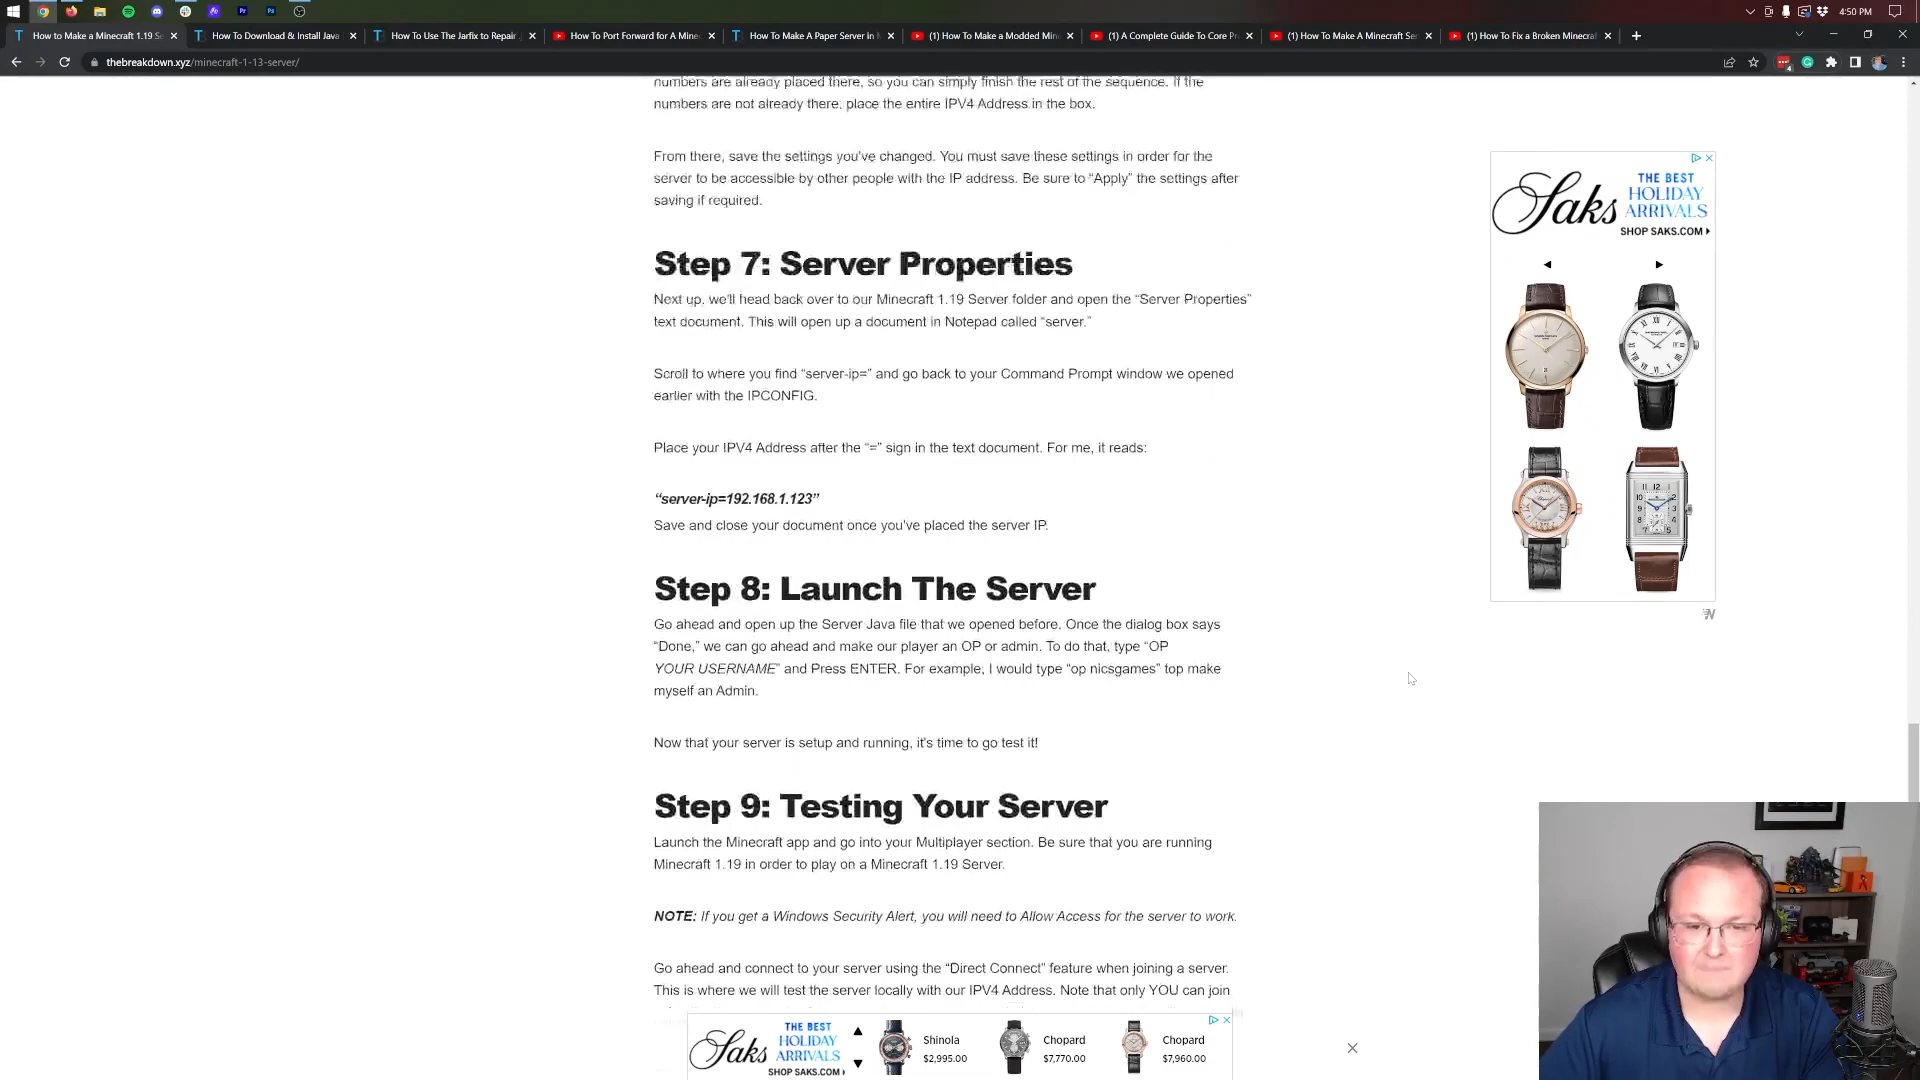 4:50 PM
How to Make a Minecraft 1.19 Se
How To Download & Install Java
How To Use The Jarfix to Repair
How To Port Forward for A Minec
How To Make A Paper Server in
(1) How To Make a Modded Min
(1) A Complete Guide To Core Pr
(1) How To Make A Minecraft Ser
(1) How To Fix a Broken Minecra
thebreakdown.xyz/minecraft-1-13-server/
numbers are already placed there, so you can simply finish the rest of the sequence. If the
numbers are not already there, place the entire IPV4 Address in the box.
From there, save the settings you've changed. You must save these settings in order for the
server to be accessible by other people with the IP address. Be sure to “Apply” the settings after
saving if required.
Step 7: Server Properties
Next up, we'll head back over to our Minecraft 1.19 Server folder and open the “Server Properties”
text document. This will open up a document in Notepad called “server.”
Scroll to where you find “server-ip=” and go back to your Command Prompt window we opened
earlier with the IPCONFIG.
Place your IPV4 Address after the “=” sign in the text document. For me, it reads:
“server-ip=192.168.1.123”
Save and close your document once you've placed the server IP.
Step 8: Launch The Server
Go ahead and open up the Server Java file that we opened before. Once the dialog box says
“Done,” we can go ahead and make our player an OP or admin. To do that, type “OP
YOUR USERNAME” and Press ENTER. For example, I would type “op nicsgames” top make
myself an Admin.
Now that your server is setup and running, it's time to go test it!
Step 9: Testing Your Server
Launch the Minecraft app and go into your Multiplayer section. Be sure that you are running
Minecraft 1.19 in order to play on a Minecraft 1.19 Server.
NOTE: If you get a Windows Security Alert, you will need to Allow Access for the server to work.
Go ahead and connect to your server using the “Direct Connect” feature when joining a server.
This is where we will test the server locally with our IPV4 Address. Note that only YOU can join
Saks
THE BEST
HOLIDAY
ARRIVALS
SHOP SAKS.COM
Saks
THE BEST
HOLIDAY
ARRIVALS
SHOP SAKS.COM
Shinola
$2,995.00
Chopard
$7,770.00
Chopard
$7,960.00